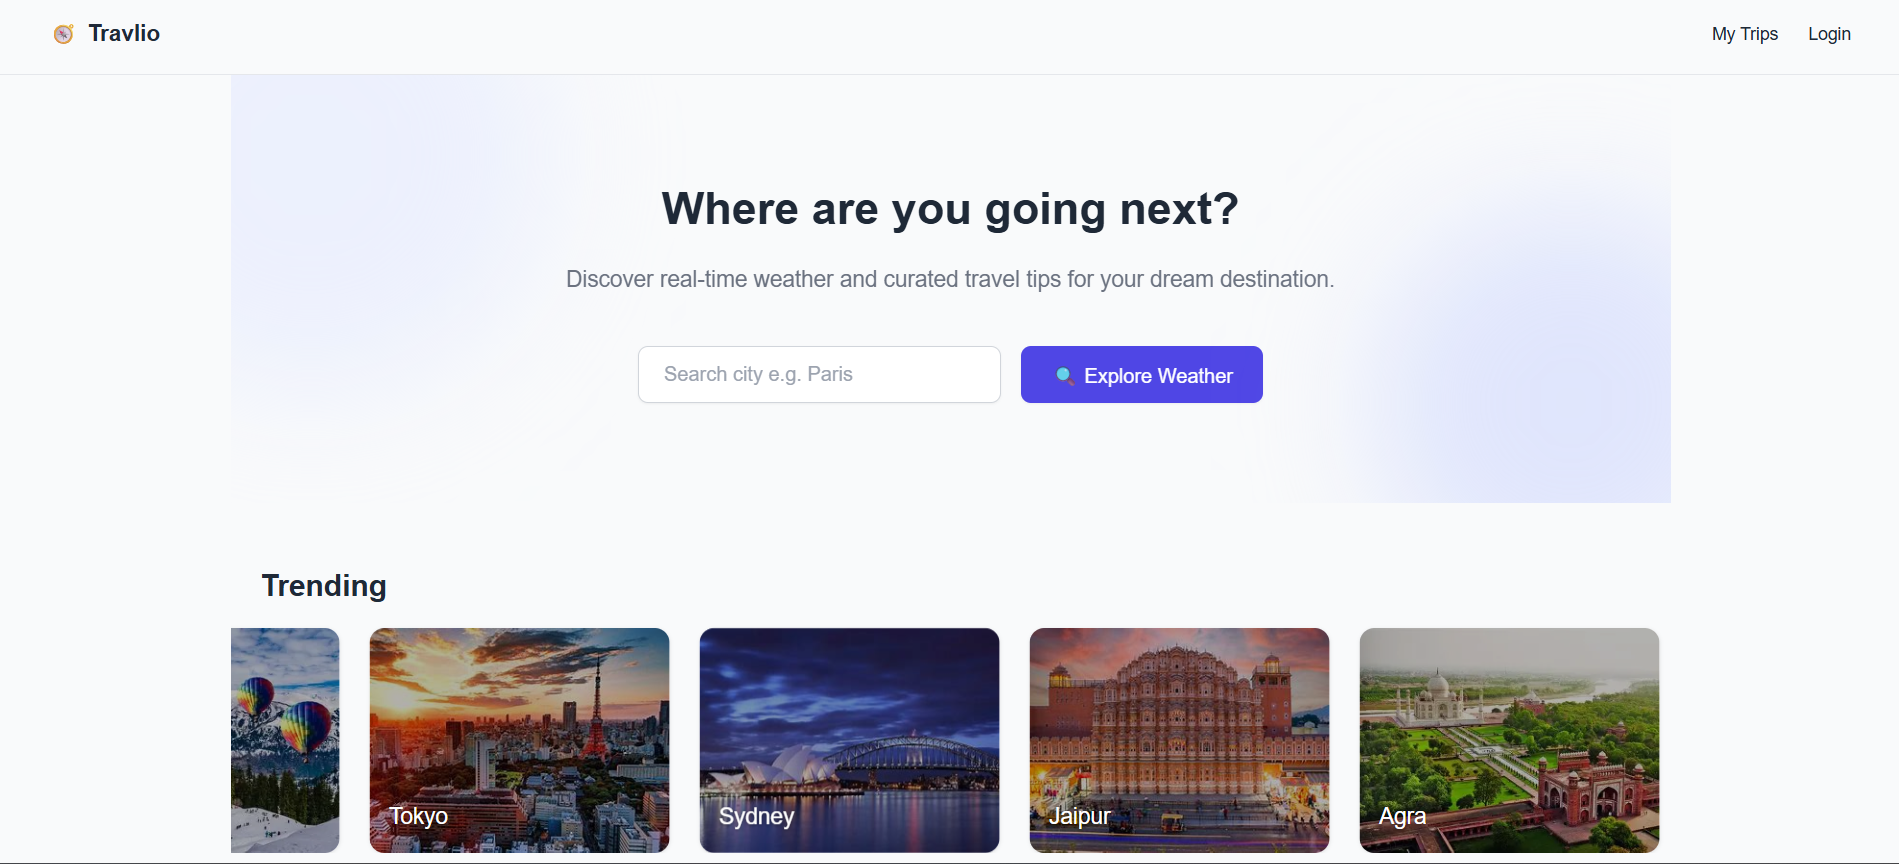 Travlio
My Trips
Login
Where are you going next?
Discover real-time weather and curated travel tips for your dream destination.
Search city e.g. Paris
Explore Weather
Trending
Tokyo
Sydney
Jaipur
Agra